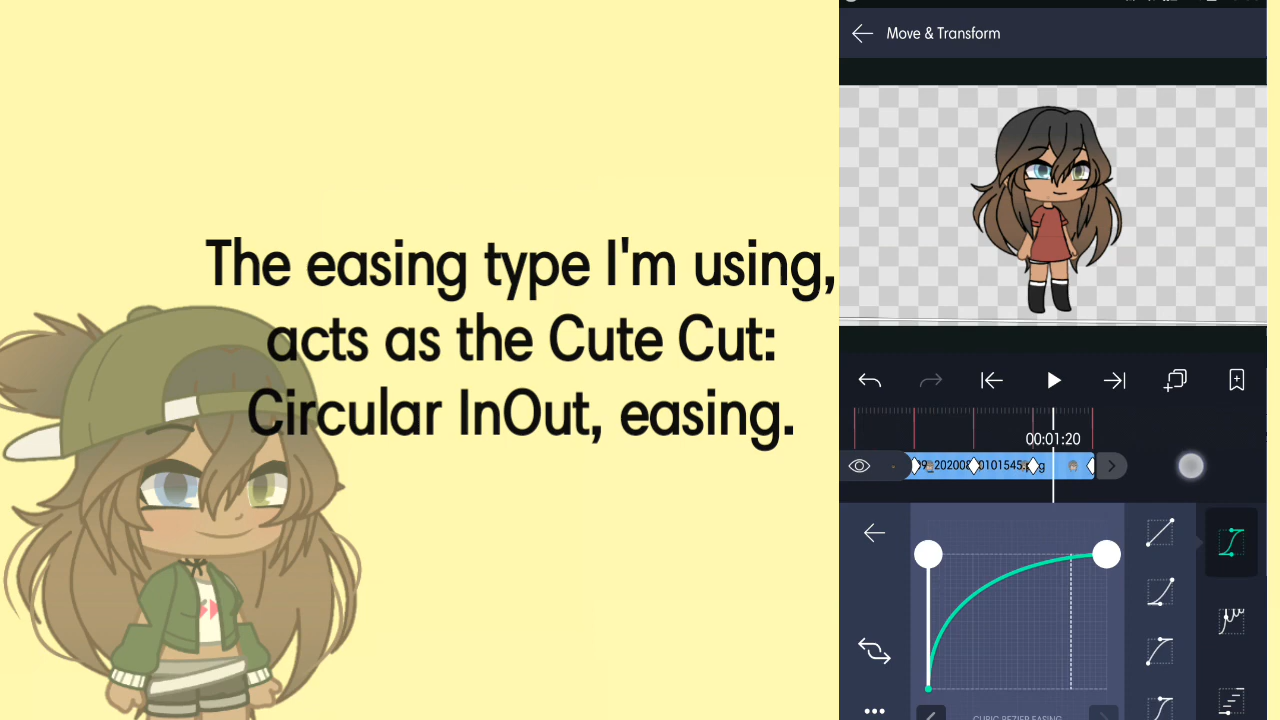 Move & Transform
The easing type I'm using,
acts as the Cute Cut:
Circular InOut, easing.
00:01:20
CUBIC BEZIER EASING